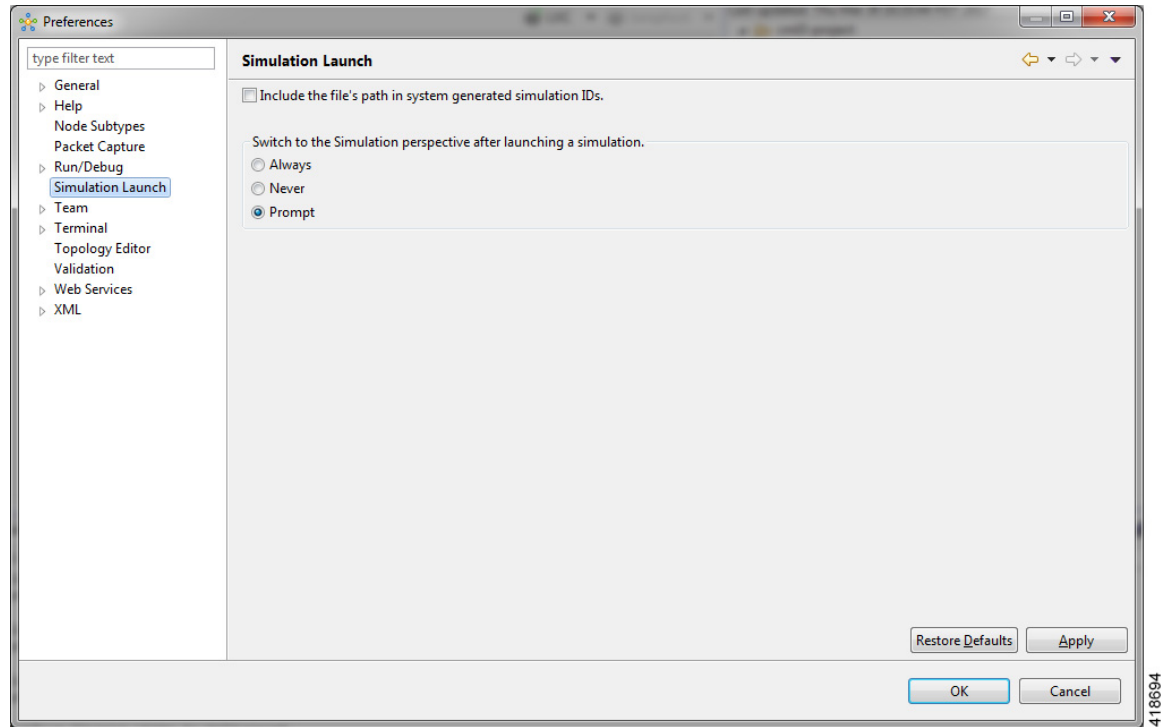 Preferences
type filter text
General
Help
Node Subtypes
Packet Capture
Run/Debug
Simulation Launch
Team
Terminal
Topology Editor
Validation
Web Services
XML
Simulation Launch
Include the file's path in system generated simulation IDs.
Switch to the Simulation perspective after launching a simulation.
Always
Never
Prompt
Restore Defaults
Apply
OK
Cancel
418694